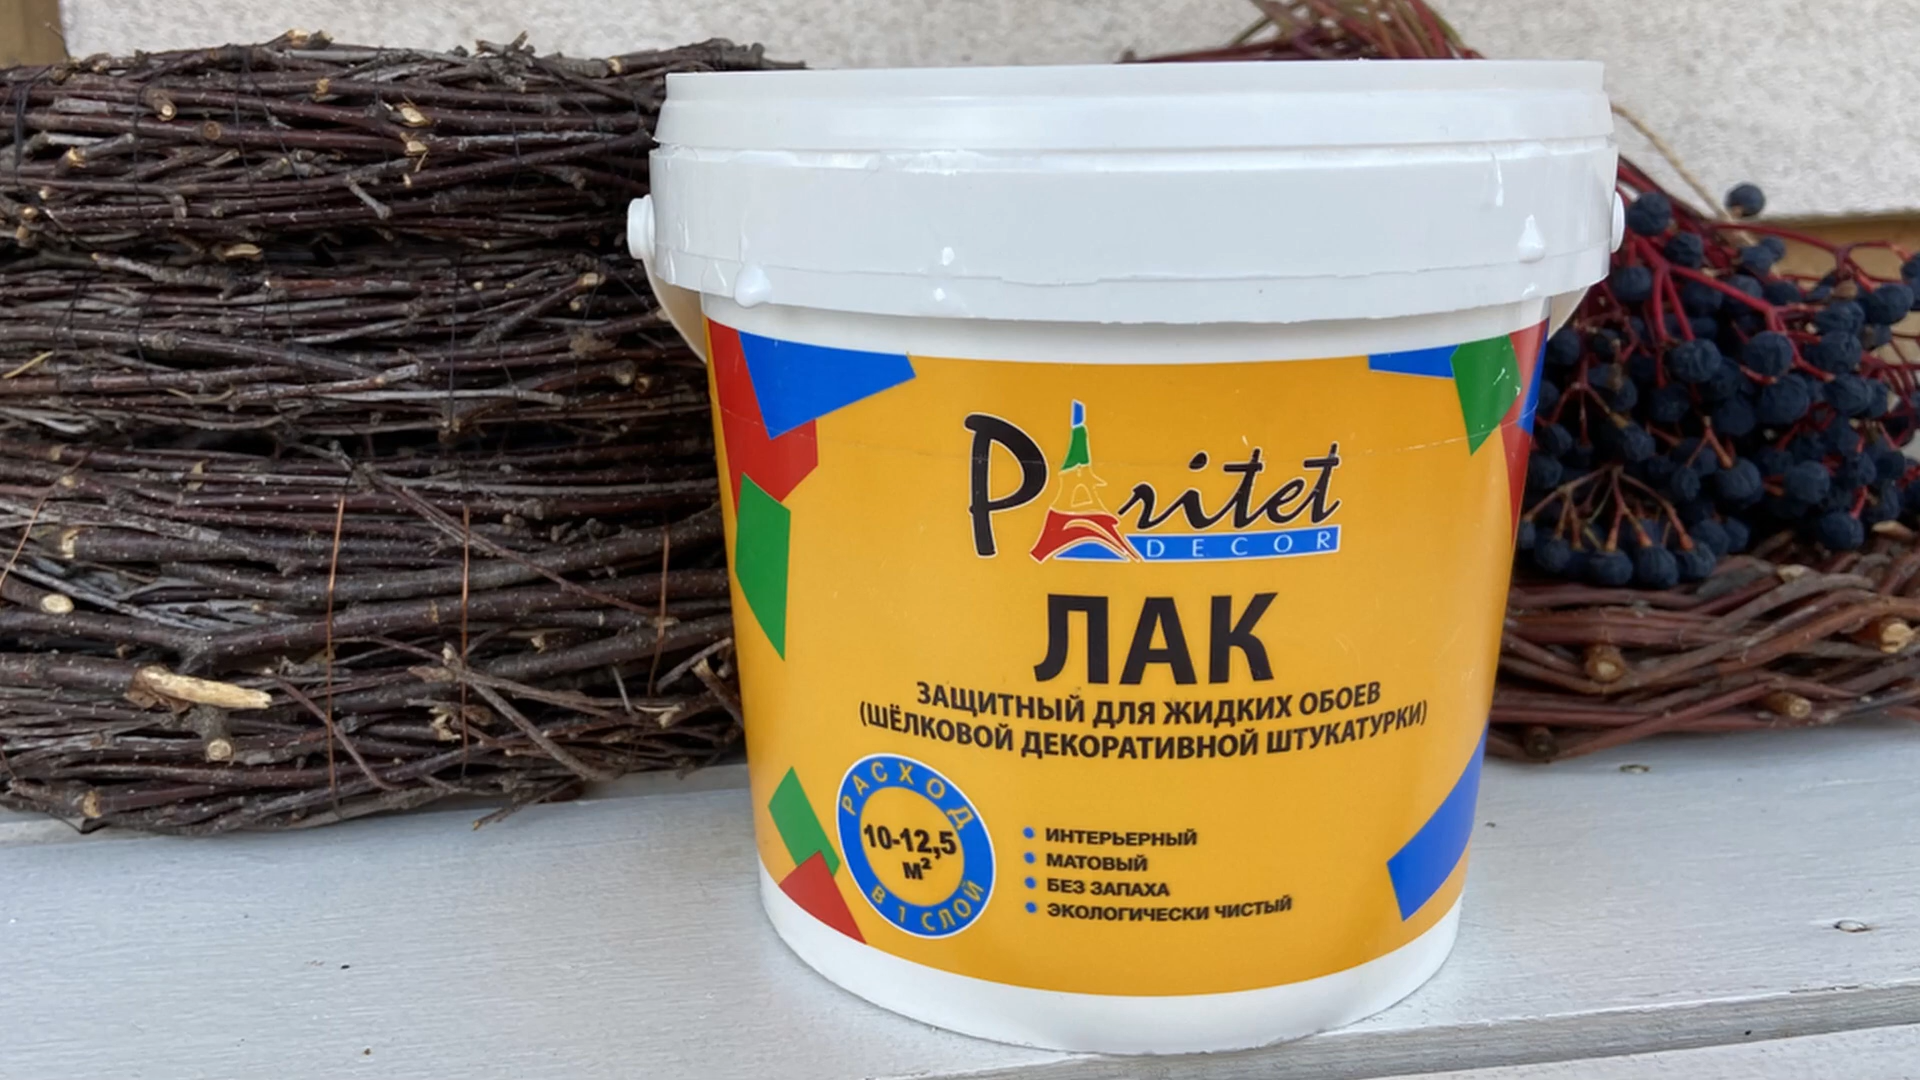 Paritet
DECOR
ЛАК
ЗАЩИТНЫЙ ДЛЯ ЖИДКИХ ОБОЕВ
(ШЁЛКОВОЙ ДЕКОРАТИВНОЙ ШТУКАТУРКИ)
РАСХОД
10-12,5
м²
В 1 СЛОЙ
ИНТЕРЬЕРНЫЙ
МАТОВЫЙ
БЕЗ ЗАПАХА
ЭКОЛОГИЧЕСКИ ЧИСТЫЙ